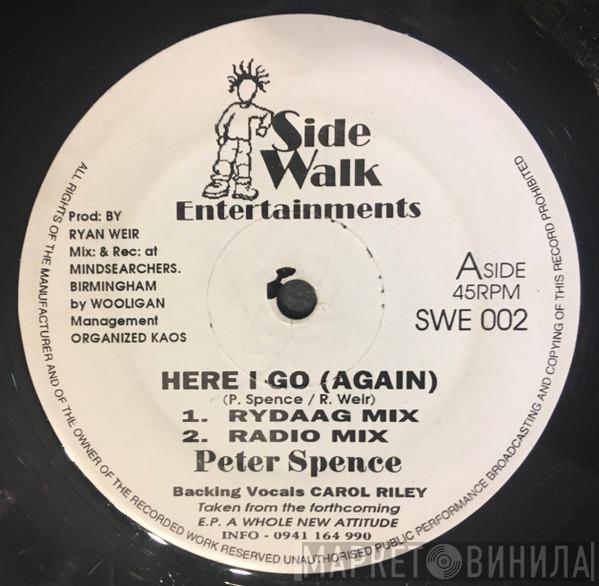 Side
Walk
Entertainments
Prod: BY
RYAN WEIR
Mix: & Rec: at
MINDSEARCHERS.
BIRMINGHAM
by WOOLIGAN
Management
ORGANIZED KAOS
ASIDE
45RPM
SWE 002
HERE I GO (AGAIN)
(P. Spence / R. Weir)
1. RYDAAG MIX
2. RADIO MIX
Peter Spence
Backing Vocals CAROL RILEY
Taken from the forthcoming
E.P. A WHOLE NEW ATTITUDE
INFO - 0941 164 990
ALL RIGHTS OF THE MANUFACTURER AND OF THE OWNER OF THE RECORDED WORK RESERVED UNAUTHORISED PUBLIC PERFORMANCE BROADCASTING AND COPYING OF THIS RECORD PROHIBITED
МАРКЕТ ВИНИЛА